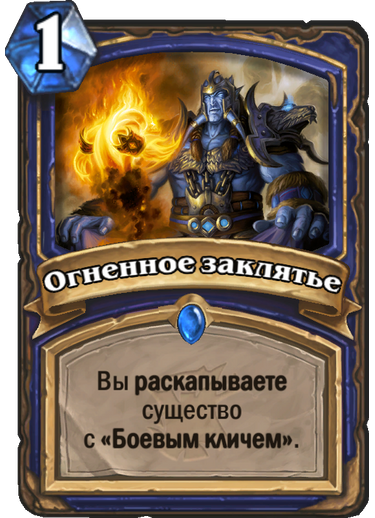 1
Огненное заклятье
Вы раскапываете
существо
с «Боевым кличем».